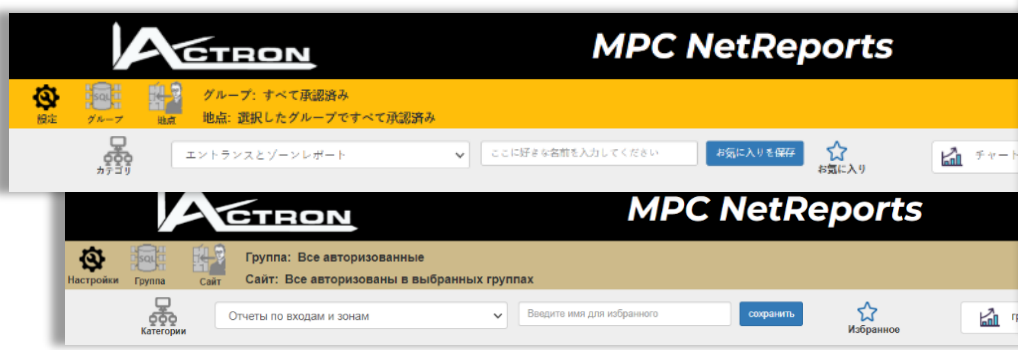 ACTRON
MPC NetReports
グループ: すべて承認済み
地点: 選択したグループですべて承認済み
設定 グループ 地点
SQL
エントランスとゾーンレポート
ここに好きな名前を入力してください
お気に入りを保存
お気に入り
チャート
カテゴリ
ACTRON
MPC NetReports
Группа: Все авторизованные
Сайт: Все авторизованы в выбранных группах
Настройки Группа Сайт
SQL
Отчеты по входам и зонам
Введите имя для избранного
сохранить
Избранное
Категории